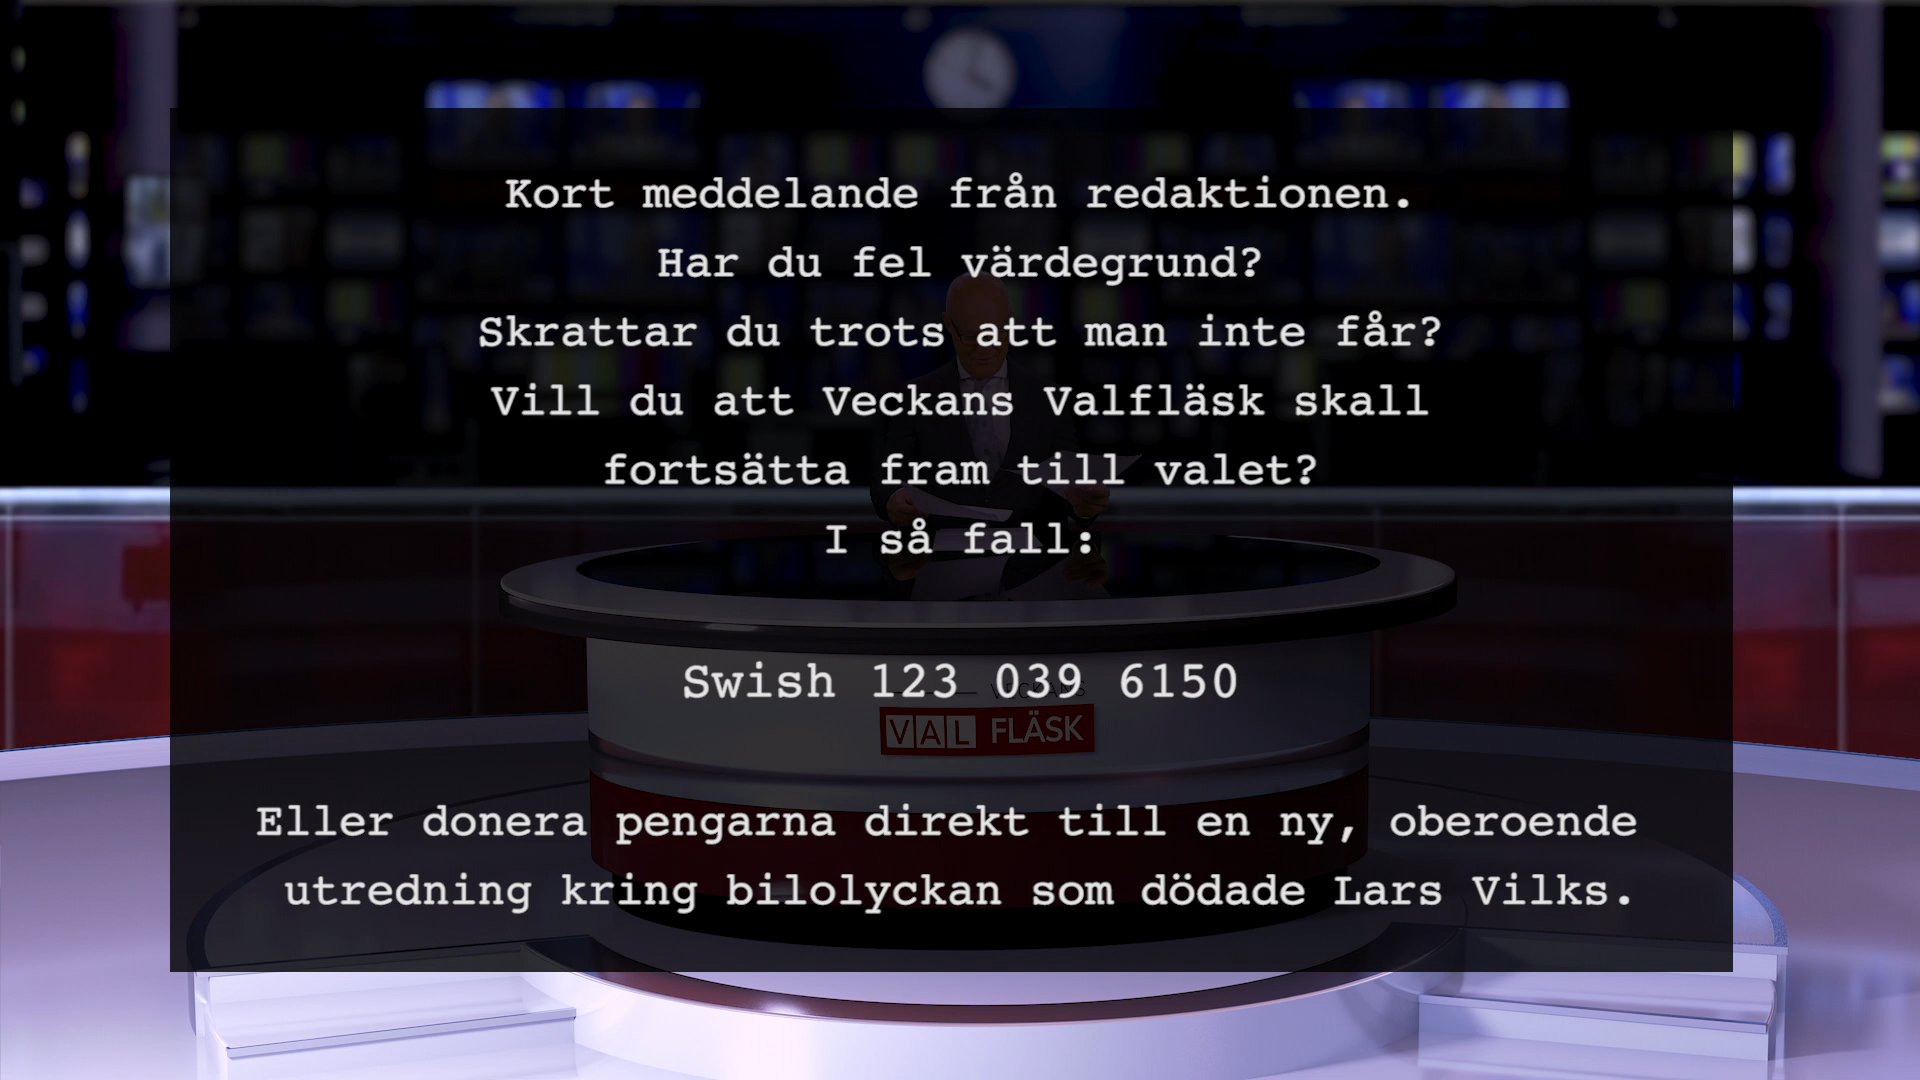 Kort meddelande från redaktionen.
Har du fel värdegrund?
Skrattar du trots att man inte får?
Vill du att Veckans Valfläsk skall
fortsätta fram till valet?
I så fall:
Swish 123 039 6150
VECKANS
VAL FLÄSK
Eller donera pengarna direkt till en ny, oberoende
utredning kring bilolyckan som dödade Lars Vilks.